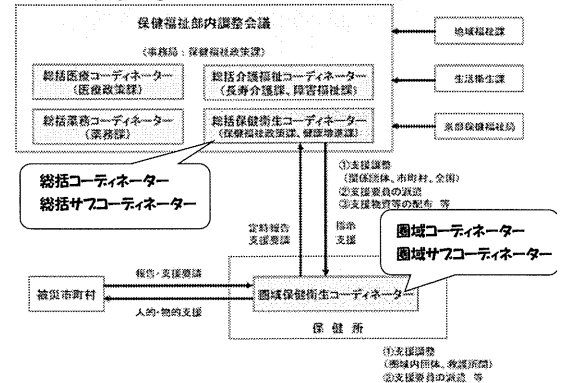 保健福祉部内調整会議
(事務局:保健福祉政策課)
総括医療コーディネーター
(医療政策課)
総括介護福祉コーディネーター
(長寿介護課、障害福祉課)
総括薬務コーディネーター
(薬務課)
総括保健衛生コーディネーター
(保健福祉政策課、健康増進課)
地域福祉課
生活衛生課
東部保健福祉局
総括コーディネーター
総括サブコーディネーター
①支援調整
(関係団体、市町村、全術)
②支援要員の派遣
③支援物資等の配布 等
定時報告
支援要請
指示
支援
圏域コーディネーター
圏域サブコーディネーター
被災市町村
報告・支援要請
人的・物的支援
圏域保健衛生コーディネーター
保健所
①支援調整
(圏域内団体、救護所間)
②支援要員の派遣 等